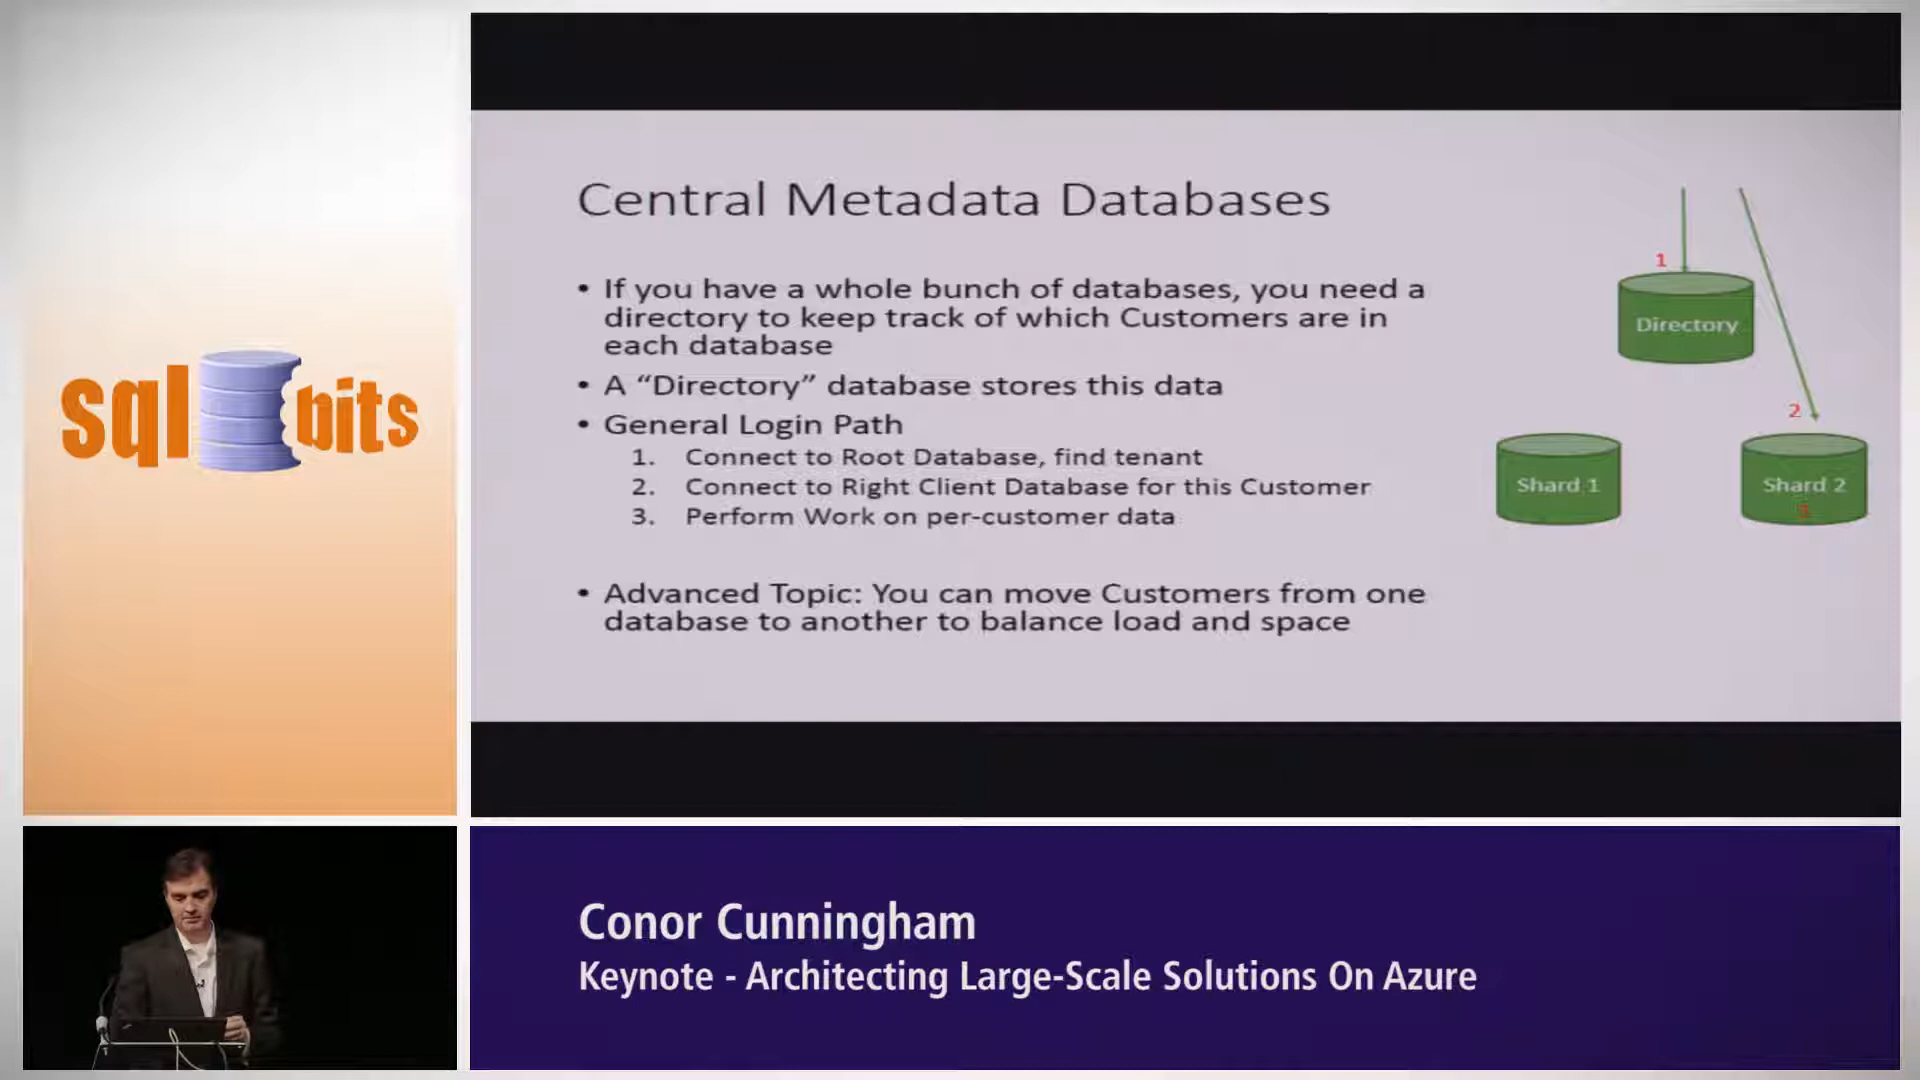 sql bits
Central Metadata Databases
• If you have a whole bunch of databases, you need a
directory to keep track of which Customers are in
each database
• A “Directory” database stores this data
• General Login Path
1. Connect to Root Database, find tenant
2. Connect to Right Client Database for this Customer
3. Perform Work on per-customer data
• Advanced Topic: You can move Customers from one
database to another to balance load and space
1
Directory
2
Shard 1
Shard 2
3
Conor Cunningham
Keynote - Architecting Large-Scale Solutions On Azure